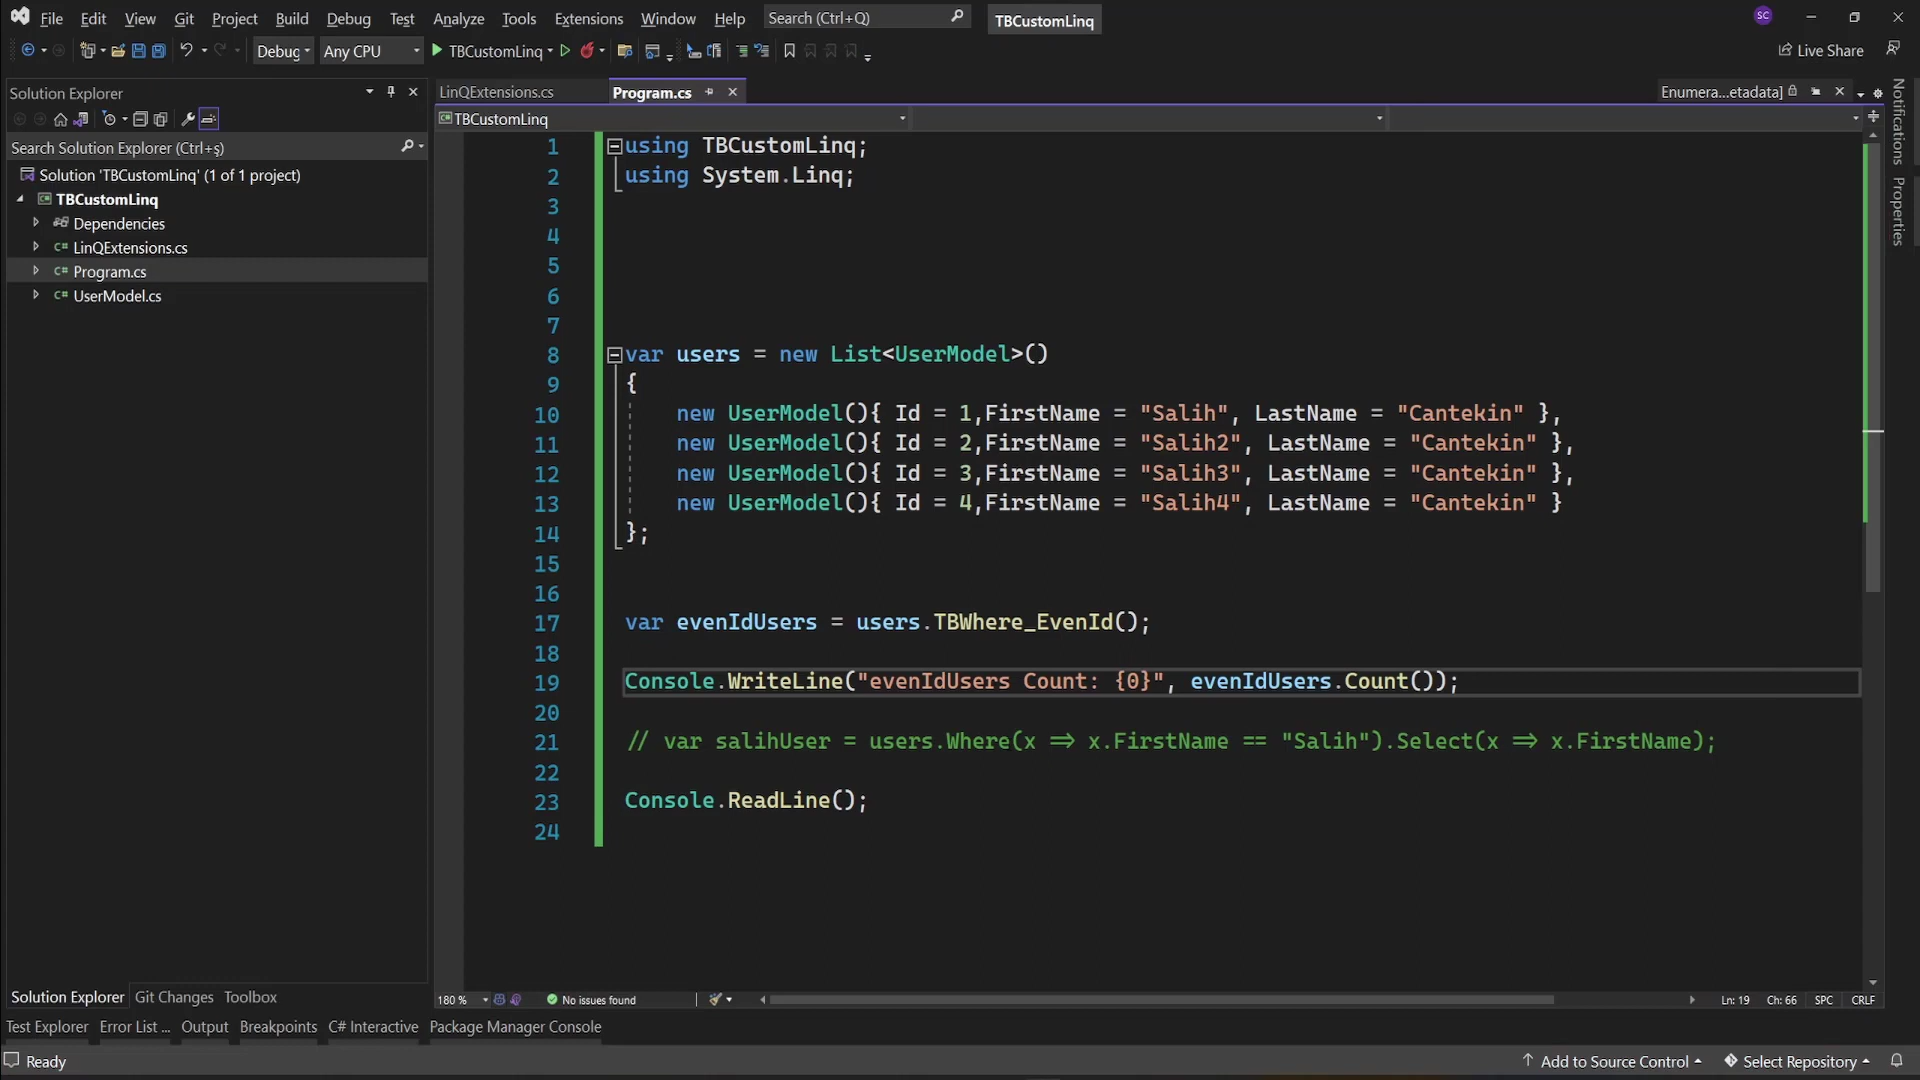 File Edit View Git Project Build Debug Test Analyze Tools Extensions Window Help Search (Ctrl+Q) TBCustomLinq SC
Debug Any CPU TBCustomLinq Live Share
Solution Explorer
Search Solution Explorer (Ctrl+ş)
Solution 'TBCustomLinq' (1 of 1 project)
TBCustomLinq
Dependencies
LinQExtensions.cs
Program.cs
UserModel.cs
LinQExtensions.cs Program.cs Enumera...etadata]
TBCustomLinq
1 using TBCustomLinq;
2 using System.Linq;
3
4
5
6
7
8 var users = new List<UserModel>()
9 {
10 new UserModel(){ Id = 1,FirstName = "Salih", LastName = "Cantekin" },
11 new UserModel(){ Id = 2,FirstName = "Salih2", LastName = "Cantekin" },
12 new UserModel(){ Id = 3,FirstName = "Salih3", LastName = "Cantekin" },
13 new UserModel(){ Id = 4,FirstName = "Salih4", LastName = "Cantekin" }
14 };
15
16
17 var evenIdUsers = users.TBWhere_EvenId();
18
19 Console.WriteLine("evenIdUsers Count: {0}", evenIdUsers.Count());
20
21 // var salihUser = users.Where(x => x.FirstName == "Salih").Select(x => x.FirstName);
22
23 Console.ReadLine();
24
Notifications
Properties
Solution Explorer Git Changes Toolbox
180 % No issues found Ln: 19 Ch: 66 SPC CRLF
Test Explorer Error List ... Output Breakpoints C# Interactive Package Manager Console
Ready Add to Source Control Select Repository